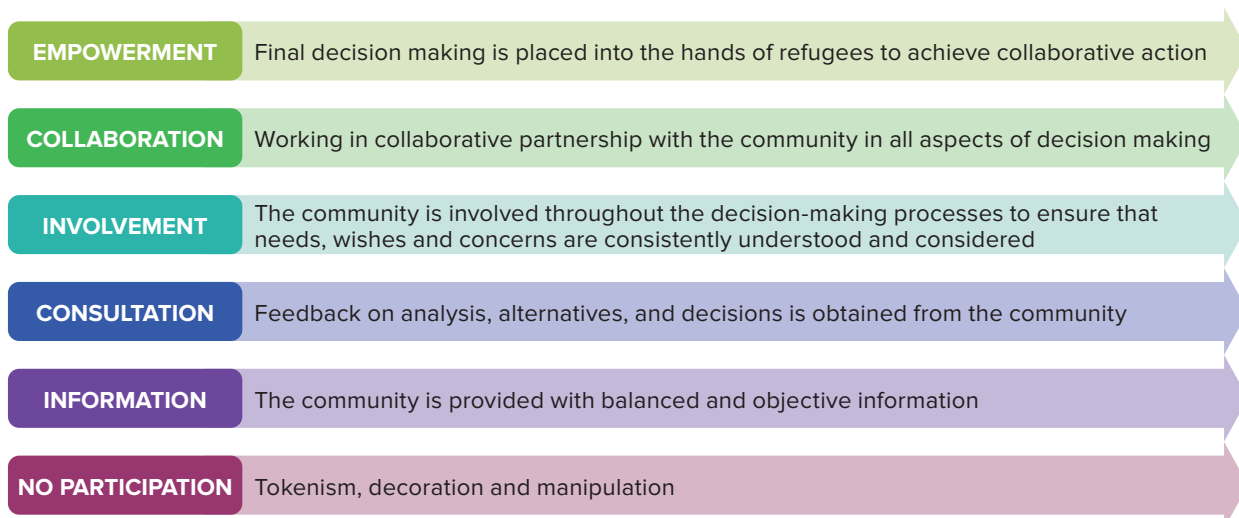 EMPOWERMENT
Final decision making is placed into the hands of refugees to achieve collaborative action
COLLABORATION
Working in collaborative partnership with the community in all aspects of decision making
INVOLVEMENT
The community is involved throughout the decision-making processes to ensure that
needs, wishes and concerns are consistently understood and considered
CONSULTATION
Feedback on analysis, alternatives, and decisions is obtained from the community
INFORMATION
The community is provided with balanced and objective information
NO PARTICIPATION
Tokenism, decoration and manipulation